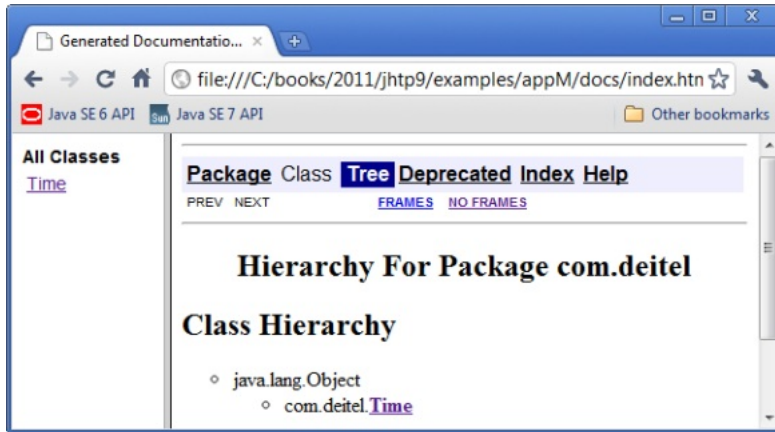 Generated Documentatio...
file:///C:/books/2011/jhtp9/examples/appM/docs/index.htn
Java SE 6 API Sun Java SE 7 API Other bookmarks
All Classes
Time
Package Class Tree Deprecated Index Help
PREV NEXT FRAMES NO FRAMES
Hierarchy For Package com.deitel
Class Hierarchy
java.lang.Object
com.deitel.Time